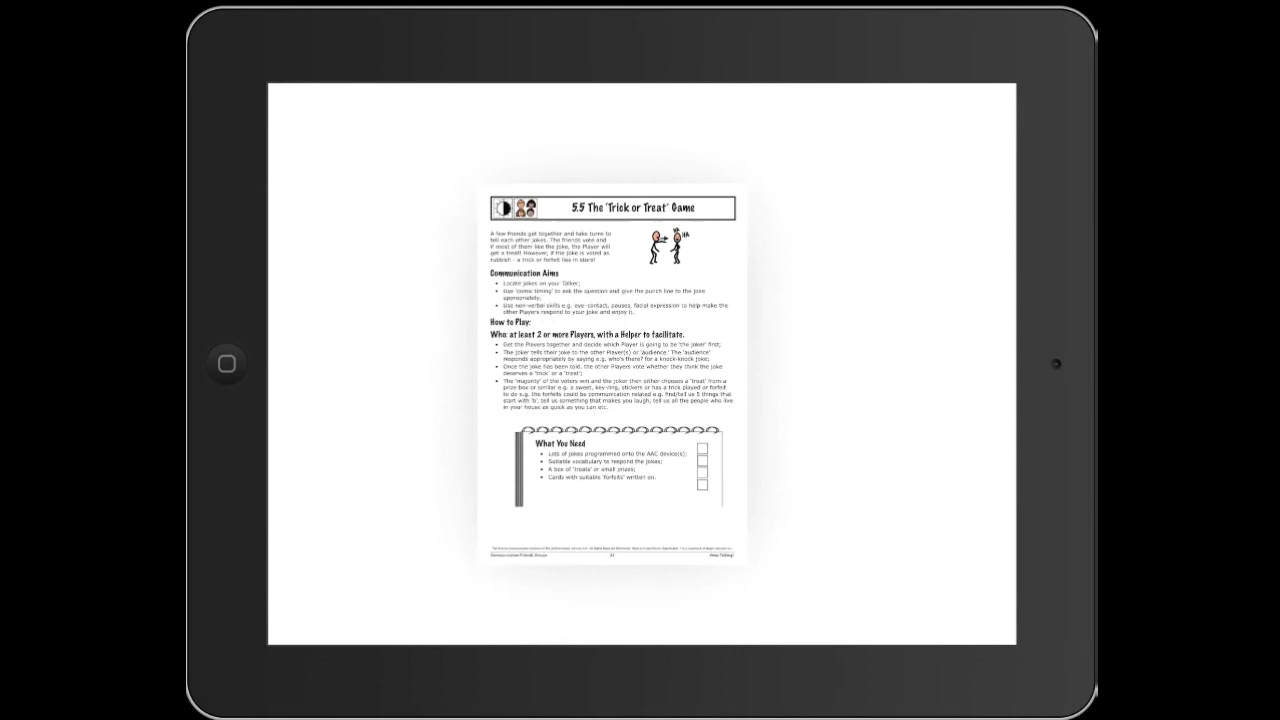 5.5 The 'Trick or Treat' Game
A few friends get together and take turns to
tell each other jokes. The friends vote and
if most of them like the joke, the Player will
get a treat! However, if the joke is voted as
rubbish - a trick or forfeit lies in store!
HA
HA
Communication Aims
• Locate jokes on your Talker;
• Use 'comic timing' to ask the question and give the punch line to the joke
appropriately;
• Use non-verbal skills e.g. eye-contact, pauses, facial expression to help make the
other Players respond to your joke and enjoy it.
How to Play:
Who: at least 2 or more Players, with a Helper to facilitate.
• Get the Players together and decide which Player is going to be 'the joker' first;
• The joker tells their joke to the other Player(s) or 'audience.' The 'audience'
responds appropriately by saying e.g. who's there? for a knock-knock joke;
• Once the joke has been told, the other Players vote whether they think the joke
deserves a 'trick' or a 'treat';
• The 'majority' of the voters win and the joker then either chooses a 'treat' from a
prize box or similar e.g. a sweet, key-ring, stickers or has a trick played or forfeit
to do e.g. the forfeits could be communication related e.g. find/tell us 5 things that
start with 'b', tell us something that makes you laugh, tell us all the people who live
in your house as quick as you can etc.
What You Need
• Lots of jokes programmed onto the AAC device(s);
• Suitable vocabulary to respond the jokes;
• A box of 'treats' or small prizes;
• Cards with suitable 'forfeits' written on.
Communication Friends Groups
Keep Talking!